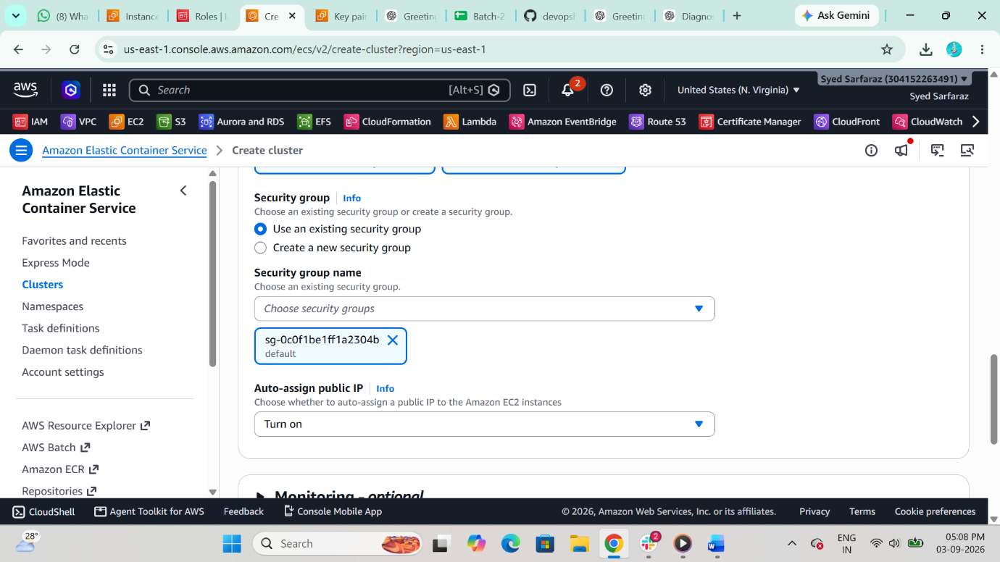 (8) Wha
Instance
Roles | I
Cre
Key pair
Greeting
Batch-2
devopsh
Greeting
Diagnos
Ask Gemini
us-east-1.console.aws.amazon.com/ecs/v2/create-cluster?region=us-east-1
aws
Search [Alt+S]
2
United States (N. Virginia)
Syed Sarfaraz (304152263491)
Syed Sarfaraz
IAM
VPC
EC2
S3
Aurora and RDS
EFS
CloudFormation
Lambda
Amazon EventBridge
Route 53
Certificate Manager
CloudFront
CloudWatch
Amazon Elastic Container Service
Create cluster
Amazon Elastic
Container Service
Favorites and recents
Express Mode
Clusters
Namespaces
Task definitions
Daemon task definitions
Account settings
AWS Resource Explorer
AWS Batch
Amazon ECR
Repositories
Security group Info
Choose an existing security group or create a security group.
Use an existing security group
Create a new security group
Security group name
Choose an existing security group.
Choose security groups
sg-0c0f1be1ff1a2304b
default
Auto-assign public IP Info
Choose whether to auto-assign a public IP to the Amazon EC2 instances
Turn on
Monitoring - optional
CloudShell
Agent Toolkit for AWS
Feedback
Console Mobile App
© 2026, Amazon Web Services, Inc. or its affiliates.
Privacy
Terms
Cookie preferences
28°
Search
2
ENG
IN
05:08 PM
03-09-2026